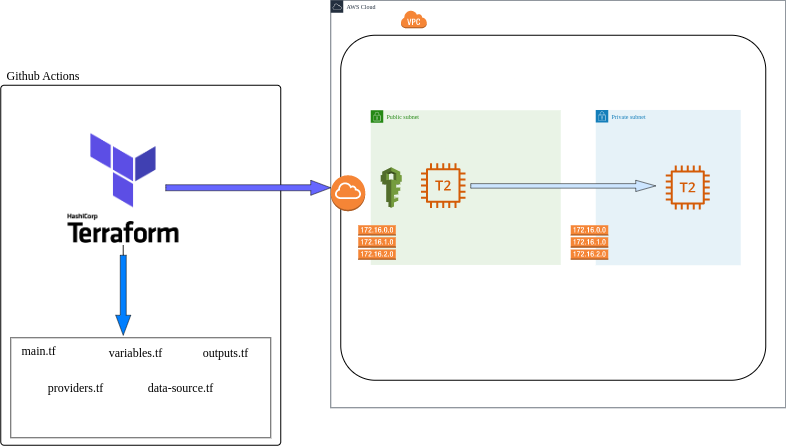 AWS Cloud
VPC
Github Actions
Public subnet
Private subnet
T2
T2
HashiCorp
Terraform
172.16.0.0
172.16.1.0
172.16.2.0
172.16.0.0
172.16.1.0
172.16.2.0
main.tf
variables.tf
outputs.tf
providers.tf
data-source.tf